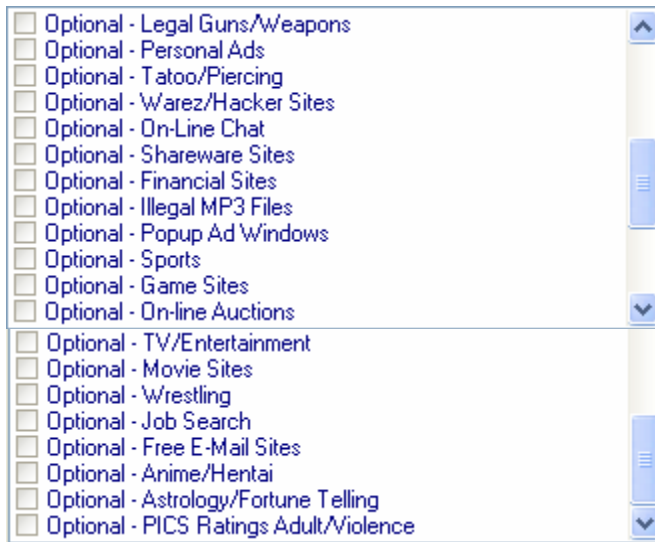 Optional - Legal Guns/Weapons
Optional - Personal Ads
Optional - Tatoo/Piercing
Optional - Warez/Hacker Sites
Optional - On-Line Chat
Optional - Shareware Sites
Optional - Financial Sites
Optional - Illegal MP3 Files
Optional - Popup Ad Windows
Optional - Sports
Optional - Game Sites
Optional - On-line Auctions
Optional - TV/Entertainment
Optional - Movie Sites
Optional - Wrestling
Optional - Job Search
Optional - Free E-Mail Sites
Optional - Anime/Hentai
Optional - Astrology/Fortune Telling
Optional - PICS Ratings Adult/Violence